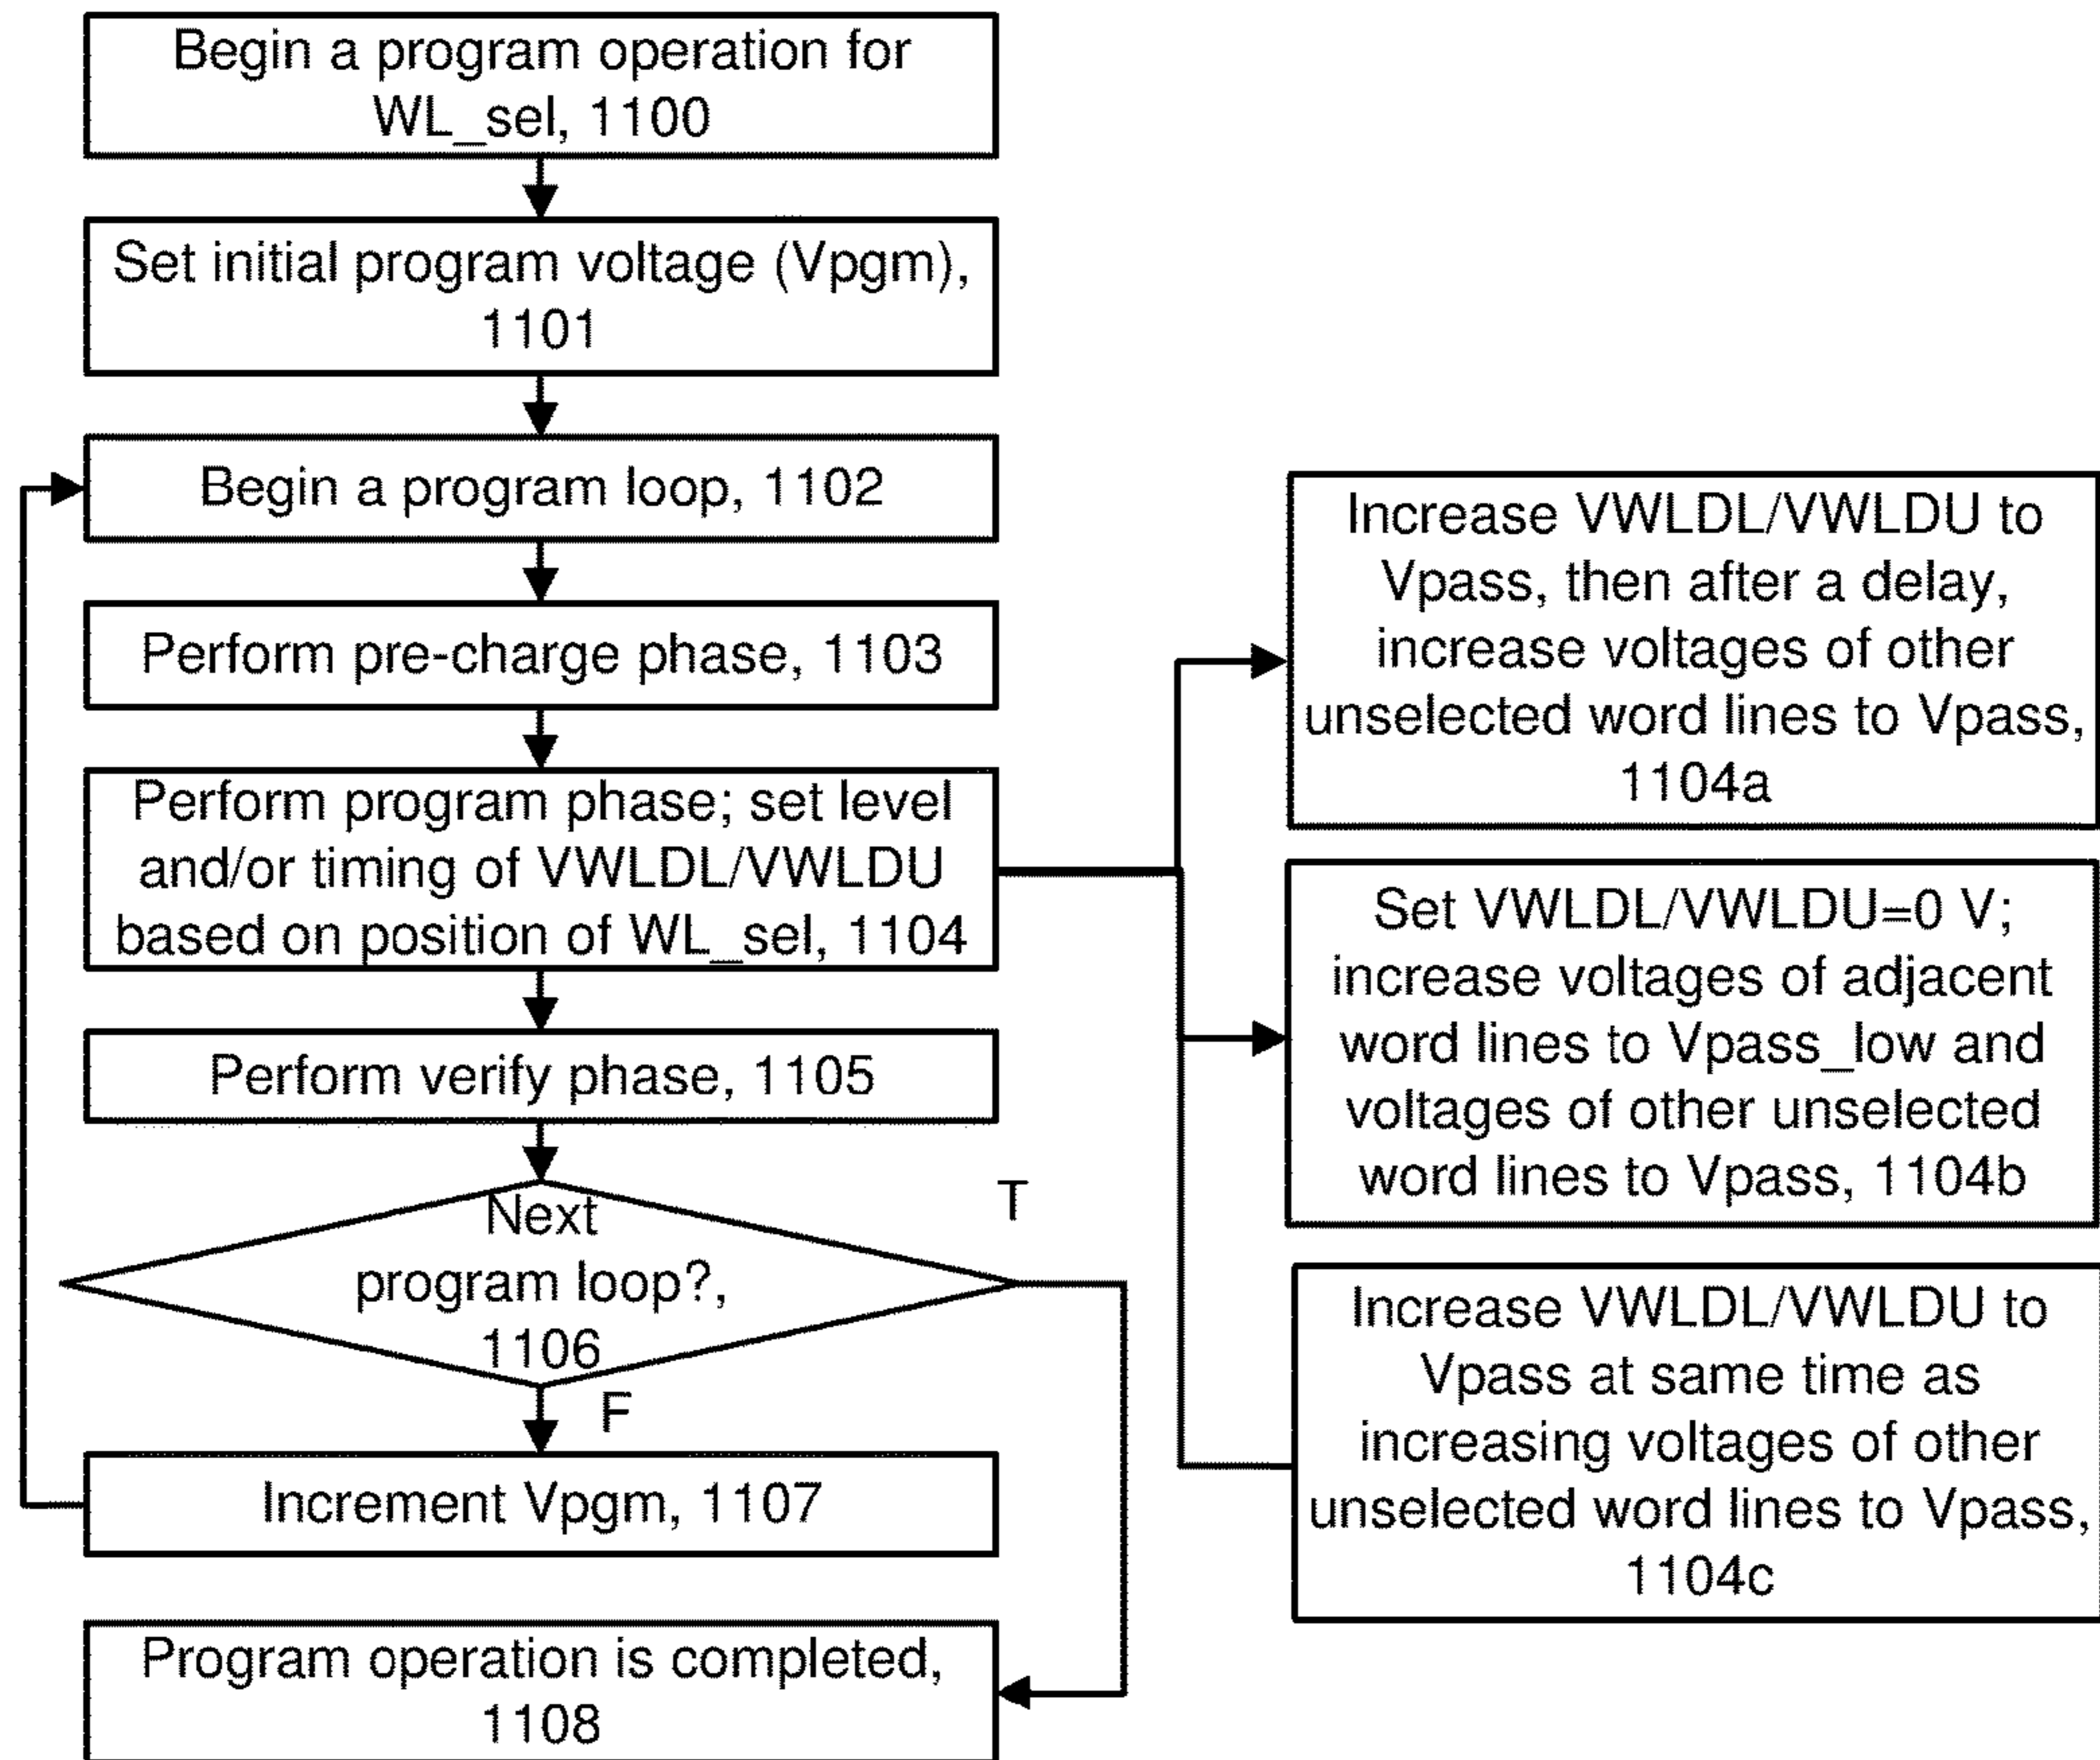 Begin a program operation for
WL_sel, 1100
Set initial program voltage (Vpgm),
1101
Begin a program loop, 1102
Perform pre-charge phase, 1103
Perform program phase; set level
and/or timing of VWLDL/VWLDU
based on position of WL_sel, 1104
Perform verify phase, 1105
Next
program loop?,
1106
T
F
Increment Vpgm, 1107
Program operation is completed,
1108
Increase VWLDL/VWLDU to
Vpass, then after a delay,
increase voltages of other
unselected word lines to Vpass,
1104a
Set VWLDL/VWLDU=0 V;
increase voltages of adjacent
word lines to Vpass_low and
voltages of other unselected
word lines to Vpass, 1104b
Increase VWLDL/VWLDU to
Vpass at same time as
increasing voltages of other
unselected word lines to Vpass,
1104c